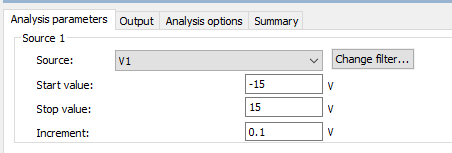 Analysis parameters Output Analysis options Summary
Source 1
Source: V1 Change filter...
Start value: -15 V
Stop value: 15 V
Increment: 0.1 V